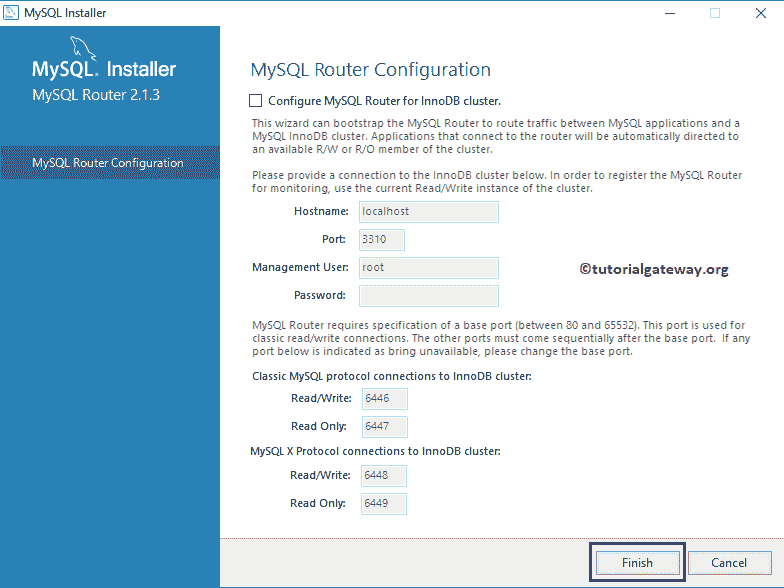 MySQL Installer
MySQL. Installer
MySQL Router 2.1.3
MySQL Router Configuration
MySQL Router Configuration
Configure MySQL Router for InnoDB cluster.
This wizard can bootstrap the MySQL Router to route traffic between MySQL applications and a
MySQL InnoDB cluster. Applications that connect to the router will be automatically directed to
an available R/W or R/O member of the cluster.
Please provide a connection to the InnoDB cluster below. In order to register the MySQL Router
for monitoring, use the current Read/Write instance of the cluster.
Hostname: localhost
Port: 3310
Management User: root
©tutorialgateway.org
Password:
MySQL Router requires specification of a base port (between 80 and 65532). This port is used for
classic read/write connections. The other ports must come sequentially after the base port. If any
port below is indicated as bring unavailable, please change the base port.
Classic MySQL protocol connections to InnoDB cluster:
Read/Write: 6446
Read Only: 6447
MySQL X Protocol connections to InnoDB cluster:
Read/Write: 6448
Read Only: 6449
Finish Cancel